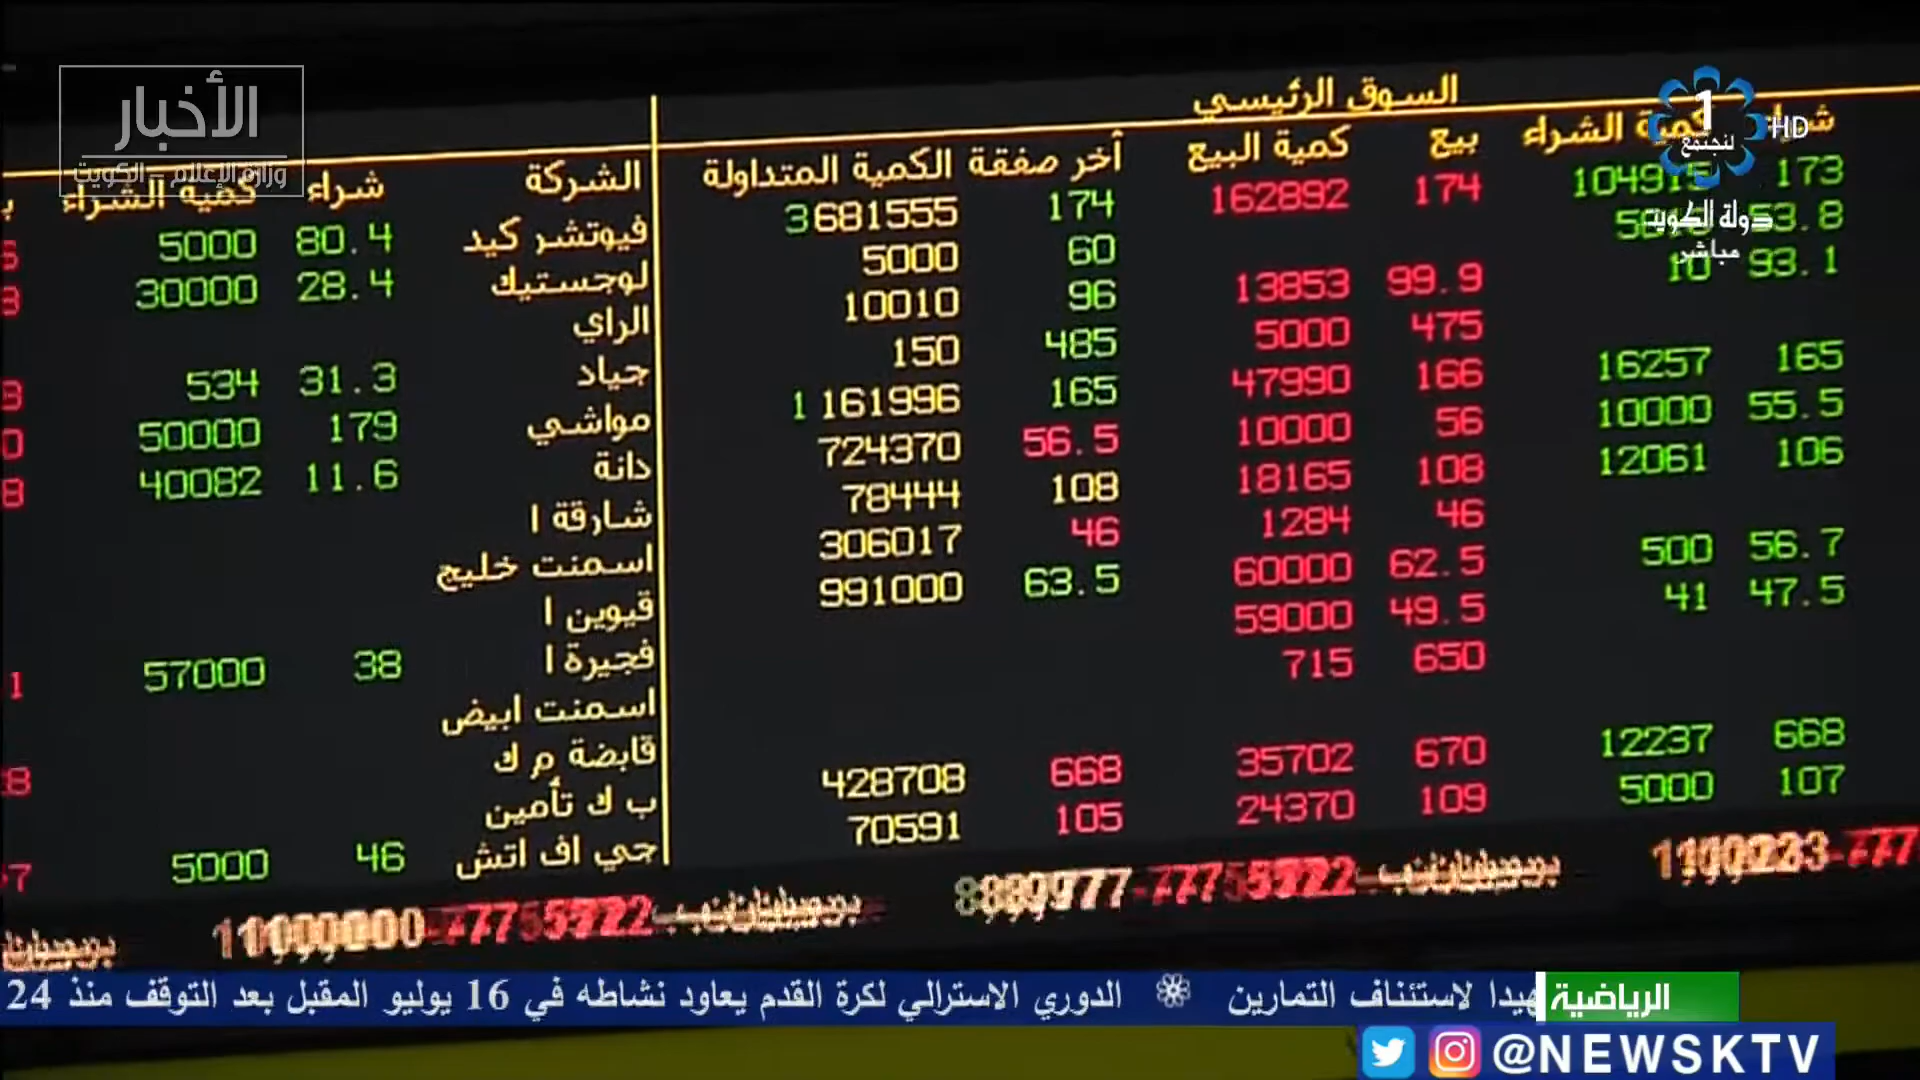 الأخبار
وزارة الإعلام - الكويت
1
لنجتمع
HD
دولة الكويت
مباشر
السوق الرئيسي
شراء كمية الشراء بيع كمية البيع آخر صفقة الكمية المتداولة
173 174 162892 174 3681555
53.8 60 5000
93.1 10 99.9 13853 96 10010
475 5000 485 150
165 16257 166 47990 165 1161996
55.5 10000 56 10000 56.5 724370
106 12061 108 18165 108 78444
46 1284 46 306017
56.7 500 62.5 60000 63.5 991000
47.5 41 49.5 59000
650 715
668 12237 670 35702 668 428708
107 5000 109 24370 105 70591
الشركة شراء كمية الشراء
فيوتشر كيد 80.4 5000
لوجستيك 28.4 30000
الراي
جياد 31.3 534
مواشي 179 50000
دانة 11.6 40082
شارقة ا
اسمنت خليج
قيوين ا
فجيرة ا 38 57000
اسمنت ابيض
قابضة م ك
ب ك تأمين
جي اف اتش 46 5000
الرياضية
لاستئناف التمارين الدوري الاسترالي لكرة القدم يعاود نشاطه في 16 يوليو المقبل بعد التوقف منذ 24
@NEWSKTV